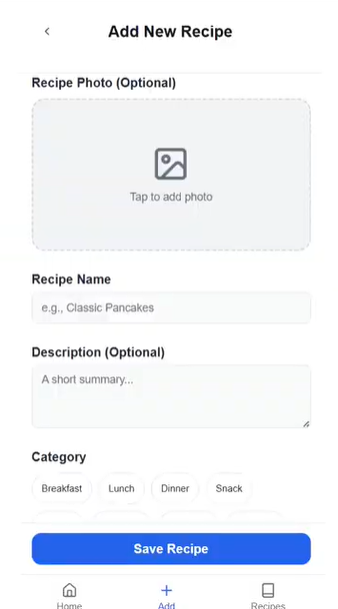 Add New Recipe
Recipe Photo (Optional)
Tap to add photo
Recipe Name
e.g., Classic Pancakes
Description (Optional)
A short summary...
Category
Breakfast Lunch Dinner Snack
Save Recipe
Home Add Recipes